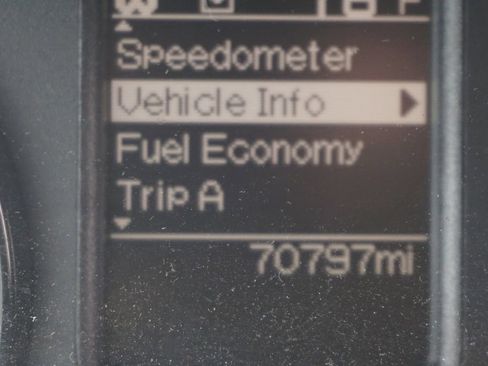 Speedometer
Vehicle Info
Fuel Economy
Trip A
70797mi